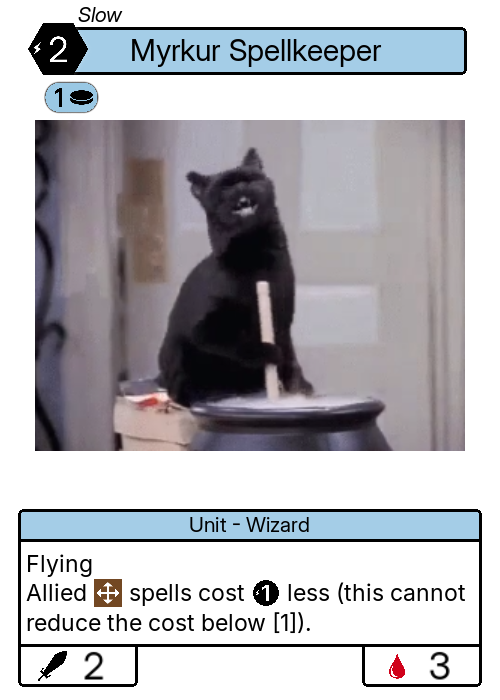 Slow
2
Myrkur Spellkeeper
1
Unit - Wizard
Flying
Allied spells cost 1 less (this cannot
reduce the cost below [1]).
2
3